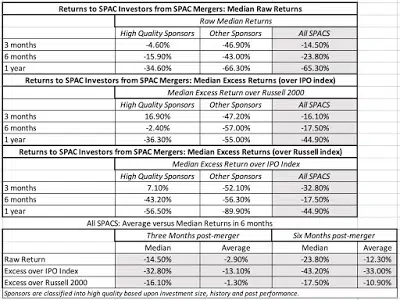 Returns to SPAC Investors from SPAC Mergers: Median Raw Returns
Raw Median Returns
High Quality Sponsors Other Sponsors All SPACS
3 months -4.60% -46.90% -14.50%
6 months -15.90% -43.00% -23.80%
1 year -34.60% -66.30% -65.30%
Returns to SPAC Investors from SPAC Mergers: Median Excess Returns (over IPO index)
Median Excess Return over Russell 2000
High Quality Sponsors Other Sponsors All SPACS
3 months 16.90% -47.20% -16.10%
6 months -2.40% -57.00% -17.50%
1 year -36.30% -55.00% -44.90%
Returns to SPAC Investors from SPAC Mergers: Median Excess Returns (over Russell index)
Median Excess Return over IPO Index
High Quality Sponsors Other Sponsors All SPACS
3 months 7.10% -52.10% -32.80%
6 months -43.20% -56.30% -17.50%
1 year -56.50% -89.90% -44.90%
All SPACS: Average versus Median Returns in 6 months
Three Months post-merger Six Months post-merger
Median Average Median Average
Raw Return -14.50% -2.90% -23.80% -12.30%
Excess over IPO Index -32.80% -13.10% -43.20% -33.00%
Excess over Russell 2000 -16.10% -1.30% -17.50% -10.90%
Sponsors are classified into high quality based upon investment size, history and past performance.